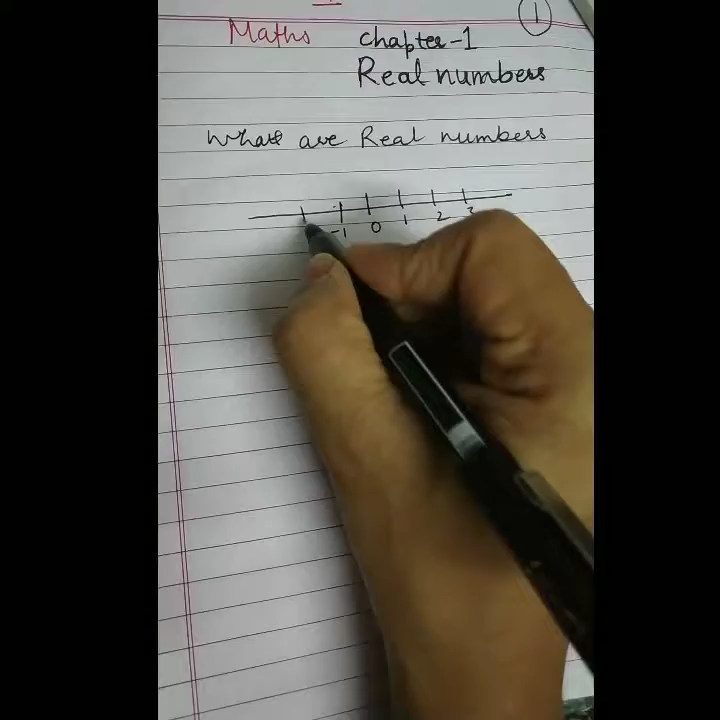 1
Maths Chapter-1
Real numbers
What are Real numbers
-1 0 1 2 3